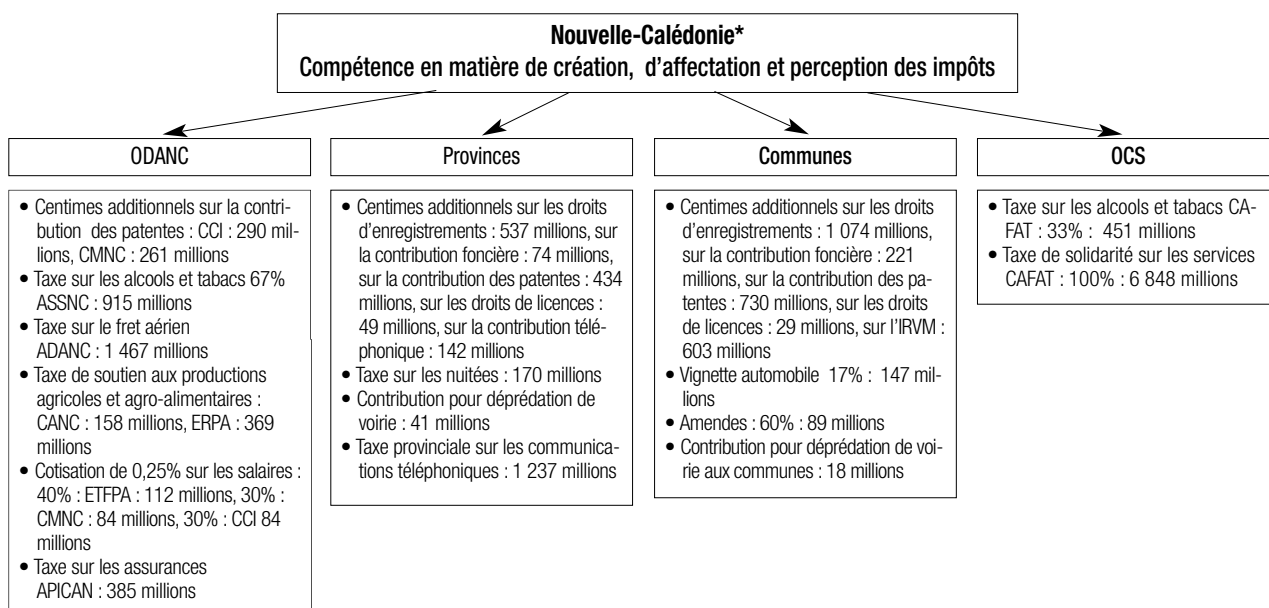 Nouvelle-Calédonie*
Compétence en matière de création, d'affectation et perception des impôts
ODANC
• Centimes additionnels sur la contri-
bution des patentes : CCI : 290 mil-
lions, CMNC : 261 millions
• Taxe sur les alcools et tabacs 67%
ASSNC : 915 millions
• Taxe sur le fret aérien
ADANC : 1 467 millions
• Taxe de soutien aux productions
agricoles et agro-alimentaires :
CANC : 158 millions, ERPA : 369
millions
• Cotisation de 0,25% sur les salaires :
40% : ETFPA : 112 millions, 30% :
CMNC : 84 millions, 30% : CCI 84
millions
• Taxe sur les assurances
APICAN : 385 millions
Provinces
• Centimes additionnels sur les droits
d'enregistrements : 537 millions, sur
la contribution foncière : 74 millions,
sur la contribution des patentes : 434
millions, sur les droits de licences :
49 millions, sur la contribution télé-
phonique : 142 millions
• Taxe sur les nuitées : 170 millions
• Contribution pour déprédation de
voirie : 41 millions
• Taxe provinciale sur les communica-
tions téléphoniques : 1 237 millions
Communes
• Centimes additionnels sur les droits
d'enregistrements : 1 074 millions,
sur la contribution foncière : 221
millions, sur la contribution des pa-
tentes : 730 millions, sur les droits
de licences : 29 millions, sur l'IRVM :
603 millions
• Vignette automobile 17% : 147 mil-
lions
• Amendes : 60% : 89 millions
• Contribution pour déprédation de voi-
rie aux communes : 18 millions
OCS
• Taxe sur les alcools et tabacs CA-
FAT : 33% : 451 millions
• Taxe de solidarité sur les services
CAFAT : 100% : 6 848 millions